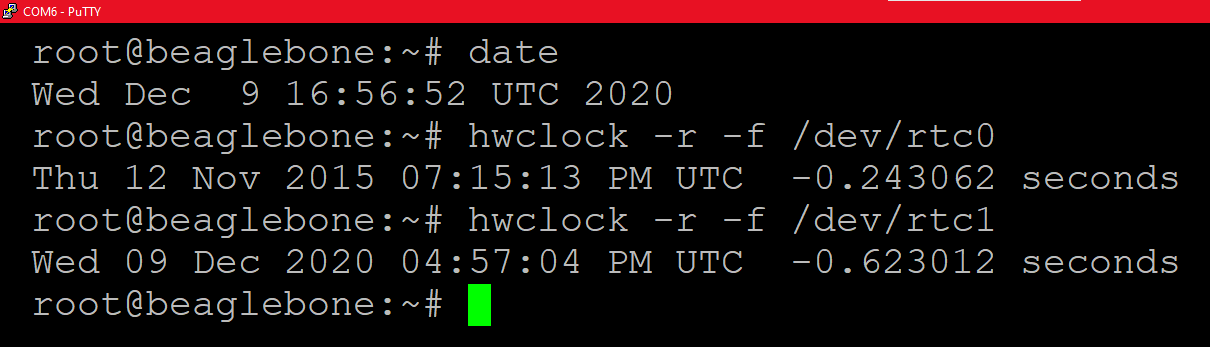 COM6 - PuTTY
root@beaglebone:~# date
Wed Dec  9 16:56:52 UTC 2020
root@beaglebone:~# hwclock -r -f /dev/rtc0
Thu 12 Nov 2015 07:15:13 PM UTC  -0.243062 seconds
root@beaglebone:~# hwclock -r -f /dev/rtc1
Wed 09 Dec 2020 04:57:04 PM UTC  -0.623012 seconds
root@beaglebone:~#